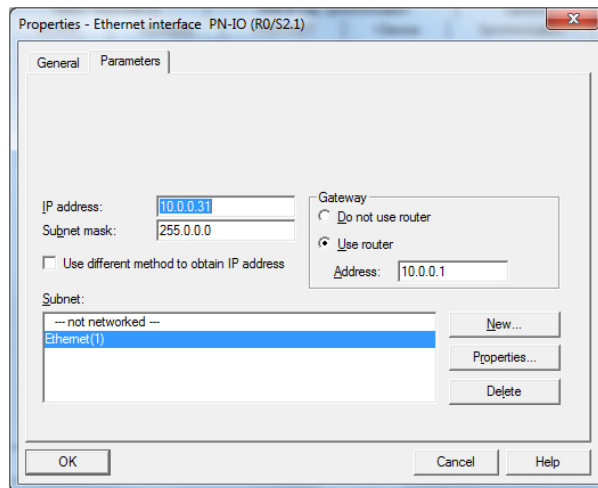 Properties - Ethernet interface PN-IO (R0/S2.1)
General Parameters
IP address: 10.0.0.31
Subnet mask: 255.0.0.0
Use different method to obtain IP address
Gateway
Do not use router
Use router
Address: 10.0.0.1
Subnet:
--- not networked ---
Ethernet(1)
New...
Properties...
Delete
OK Cancel Help